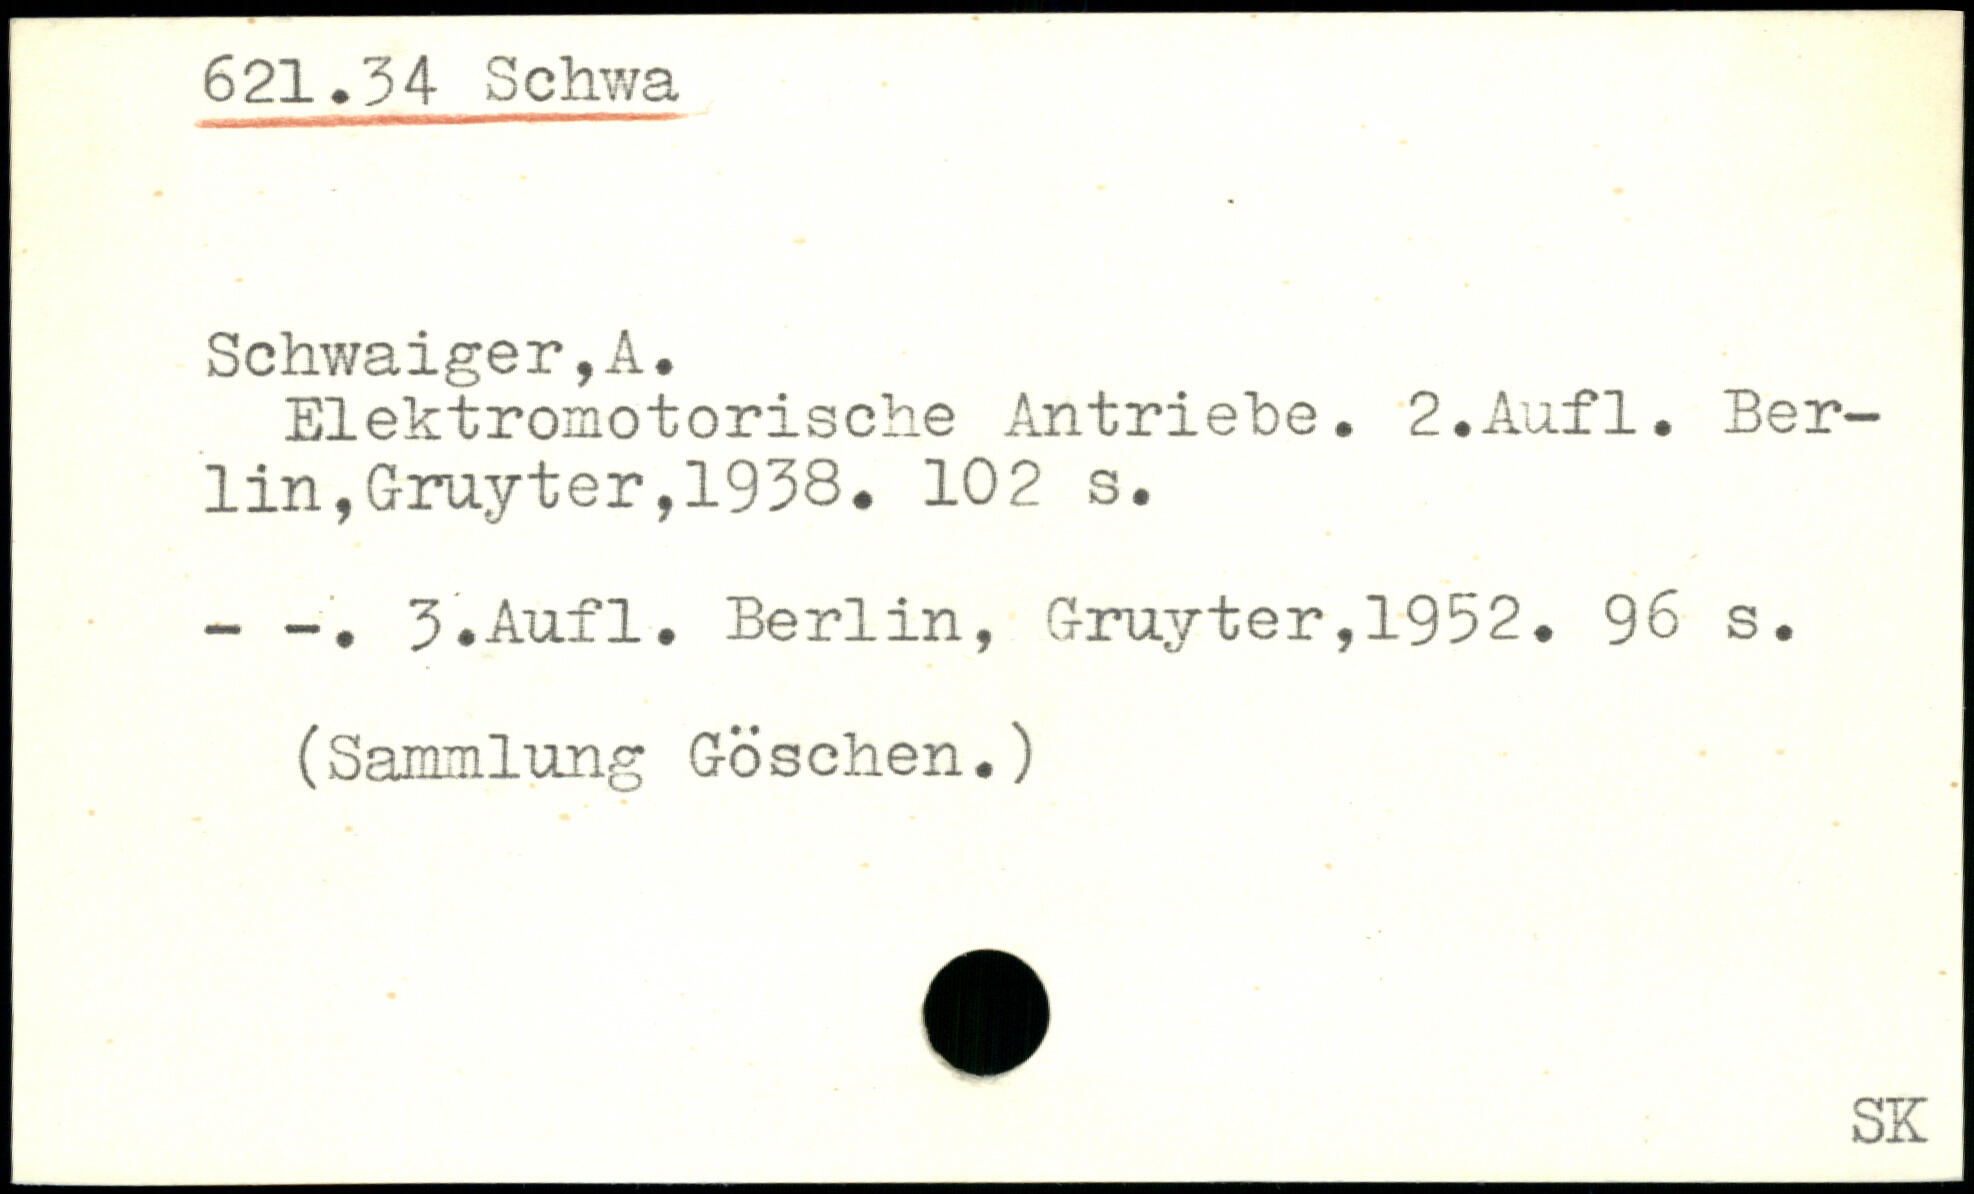 621.34 Schwa
Schwaiger,A.
Elektromotorische Antriebe. 2.Aufl. Ber-
lin,Gruyter,1938. 102 s.
- -. 3.Aufl. Berlin, Gruyter,1952. 96 s.
(Sammlung Göschen.)
SK